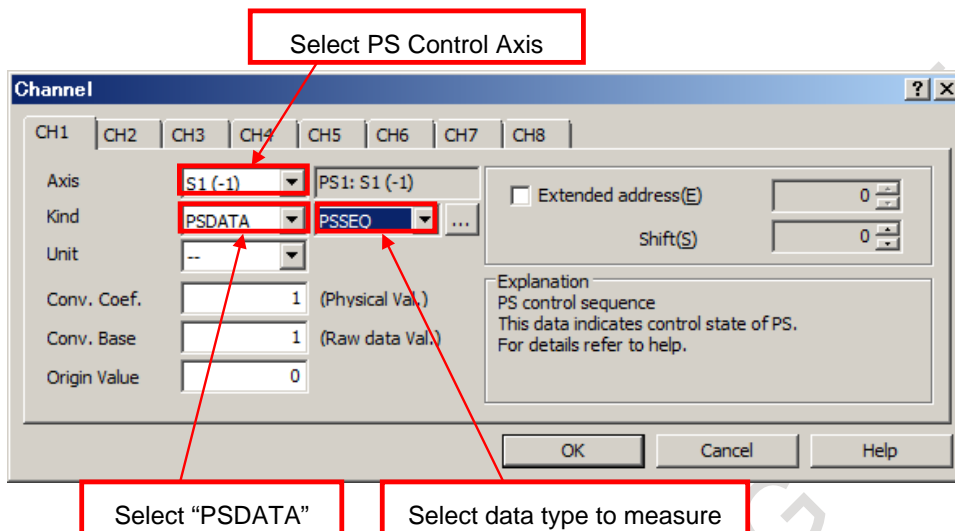 Select PS Control Axis
Channel
CH1 CH2 CH3 CH4 CH5 CH6 CH7 CH8
Axis S1 (-1) PS1: S1 (-1)
Kind PSDATA PSSEQ ...
Unit --
Conv. Coef. 1 (Physical Val.)
Conv. Base 1 (Raw data Val.)
Origin Value 0
Extended address(E) 0
Shift(S) 0
Explanation
PS control sequence
This data indicates control state of PS.
For details refer to help.
OK Cancel Help
Select “PSDATA” Select data type to measure